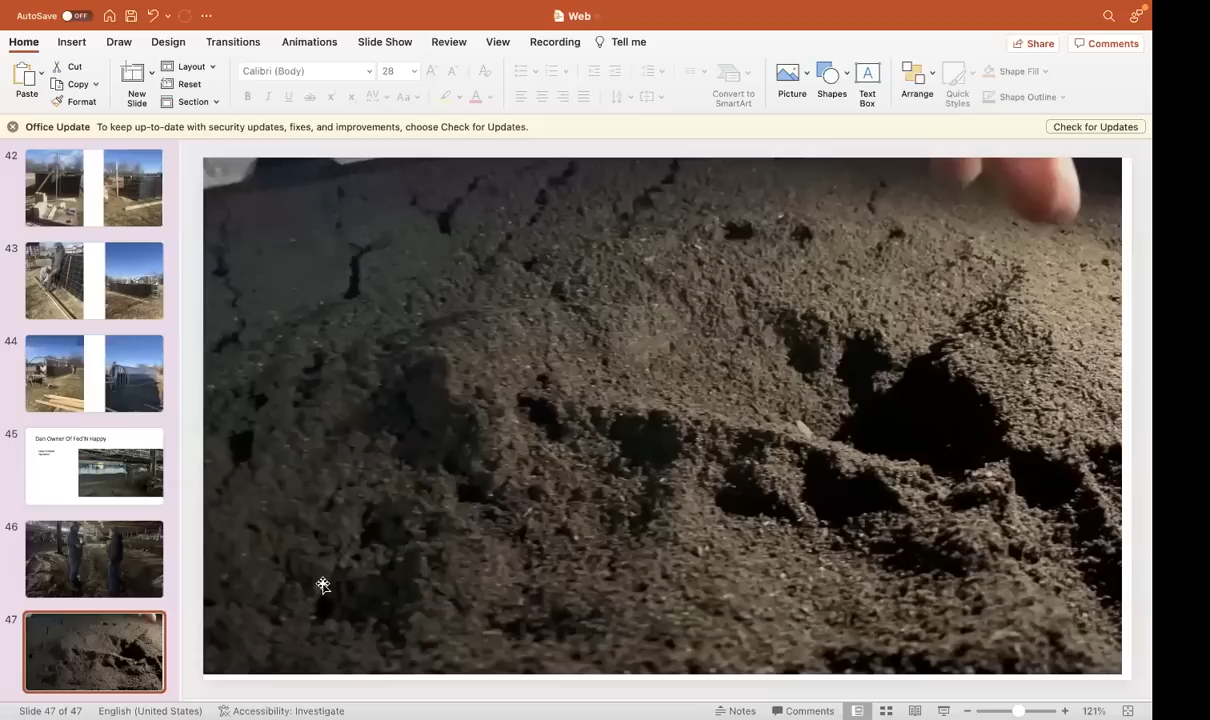 AutoSave OFF
Web
Home Insert Draw Design Transitions Animations Slide Show Review View Recording Tell me
Share Comments
Paste
Cut
Copy
Format
New Slide
Layout
Reset
Section
Calibri (Body) 28
Convert to SmartArt
Picture
Shapes
Text Box
Arrange
Quick Styles
Shape Fill
Shape Outline
Office Update To keep up-to-date with security updates, fixes, and improvements, choose Check for Updates.
Check for Updates
42
43
44
45
Dan Owner Of Fed'N Happy
46
47
Slide 47 of 47 English (United States) Accessibility: Investigate
Notes Comments 121%